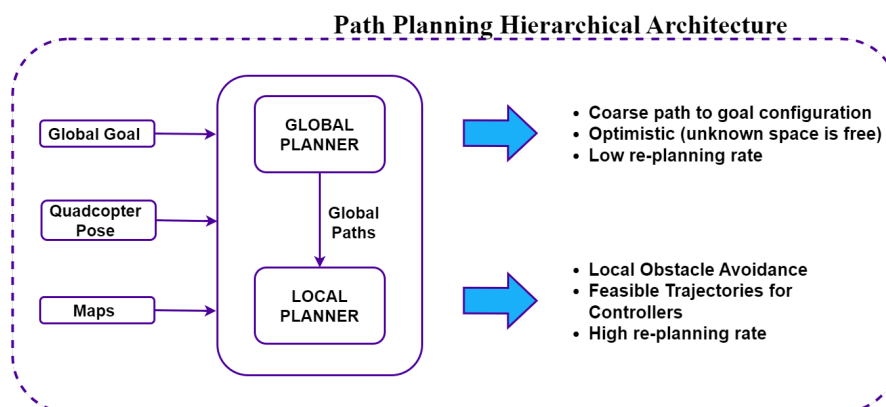 Path Planning Hierarchical Architecture
Global Goal
Quadcopter
Pose
Maps
GLOBAL
PLANNER
Global
Paths
LOCAL
PLANNER
• Coarse path to goal configuration
• Optimistic (unknown space is free)
• Low re-planning rate
• Local Obstacle Avoidance
• Feasible Trajectories for
Controllers
• High re-planning rate